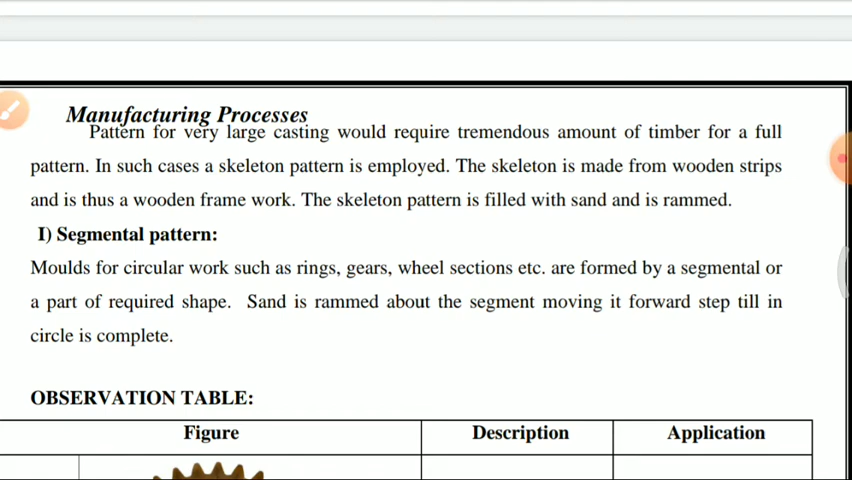 Manufacturing Processes
Pattern for very large casting would require tremendous amount of timber for a full
pattern. In such cases a skeleton pattern is employed. The skeleton is made from wooden strips
and is thus a wooden frame work. The skeleton pattern is filled with sand and is rammed.
I) Segmental pattern:
Moulds for circular work such as rings, gears, wheel sections etc. are formed by a segmental or
a part of required shape. Sand is rammed about the segment moving it forward step till in
circle is complete.
OBSERVATION TABLE:
Figure Description Application